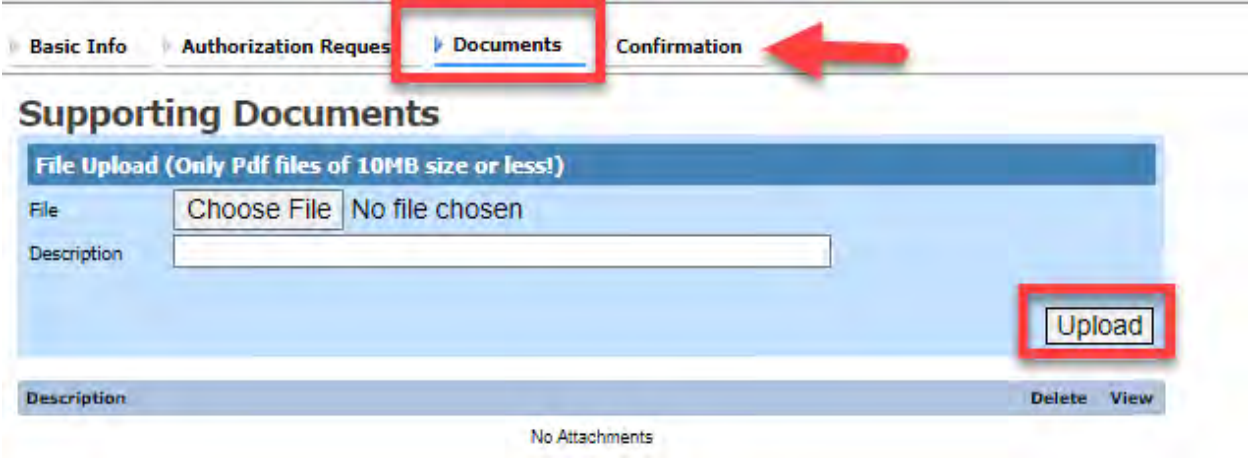 Basic Info Authorization Reques Documents Confirmation
Supporting Documents
File Upload (Only Pdf files of 10MB size or less!)
File Choose File No file chosen
Description
Upload
Description Delete View
No Attachments